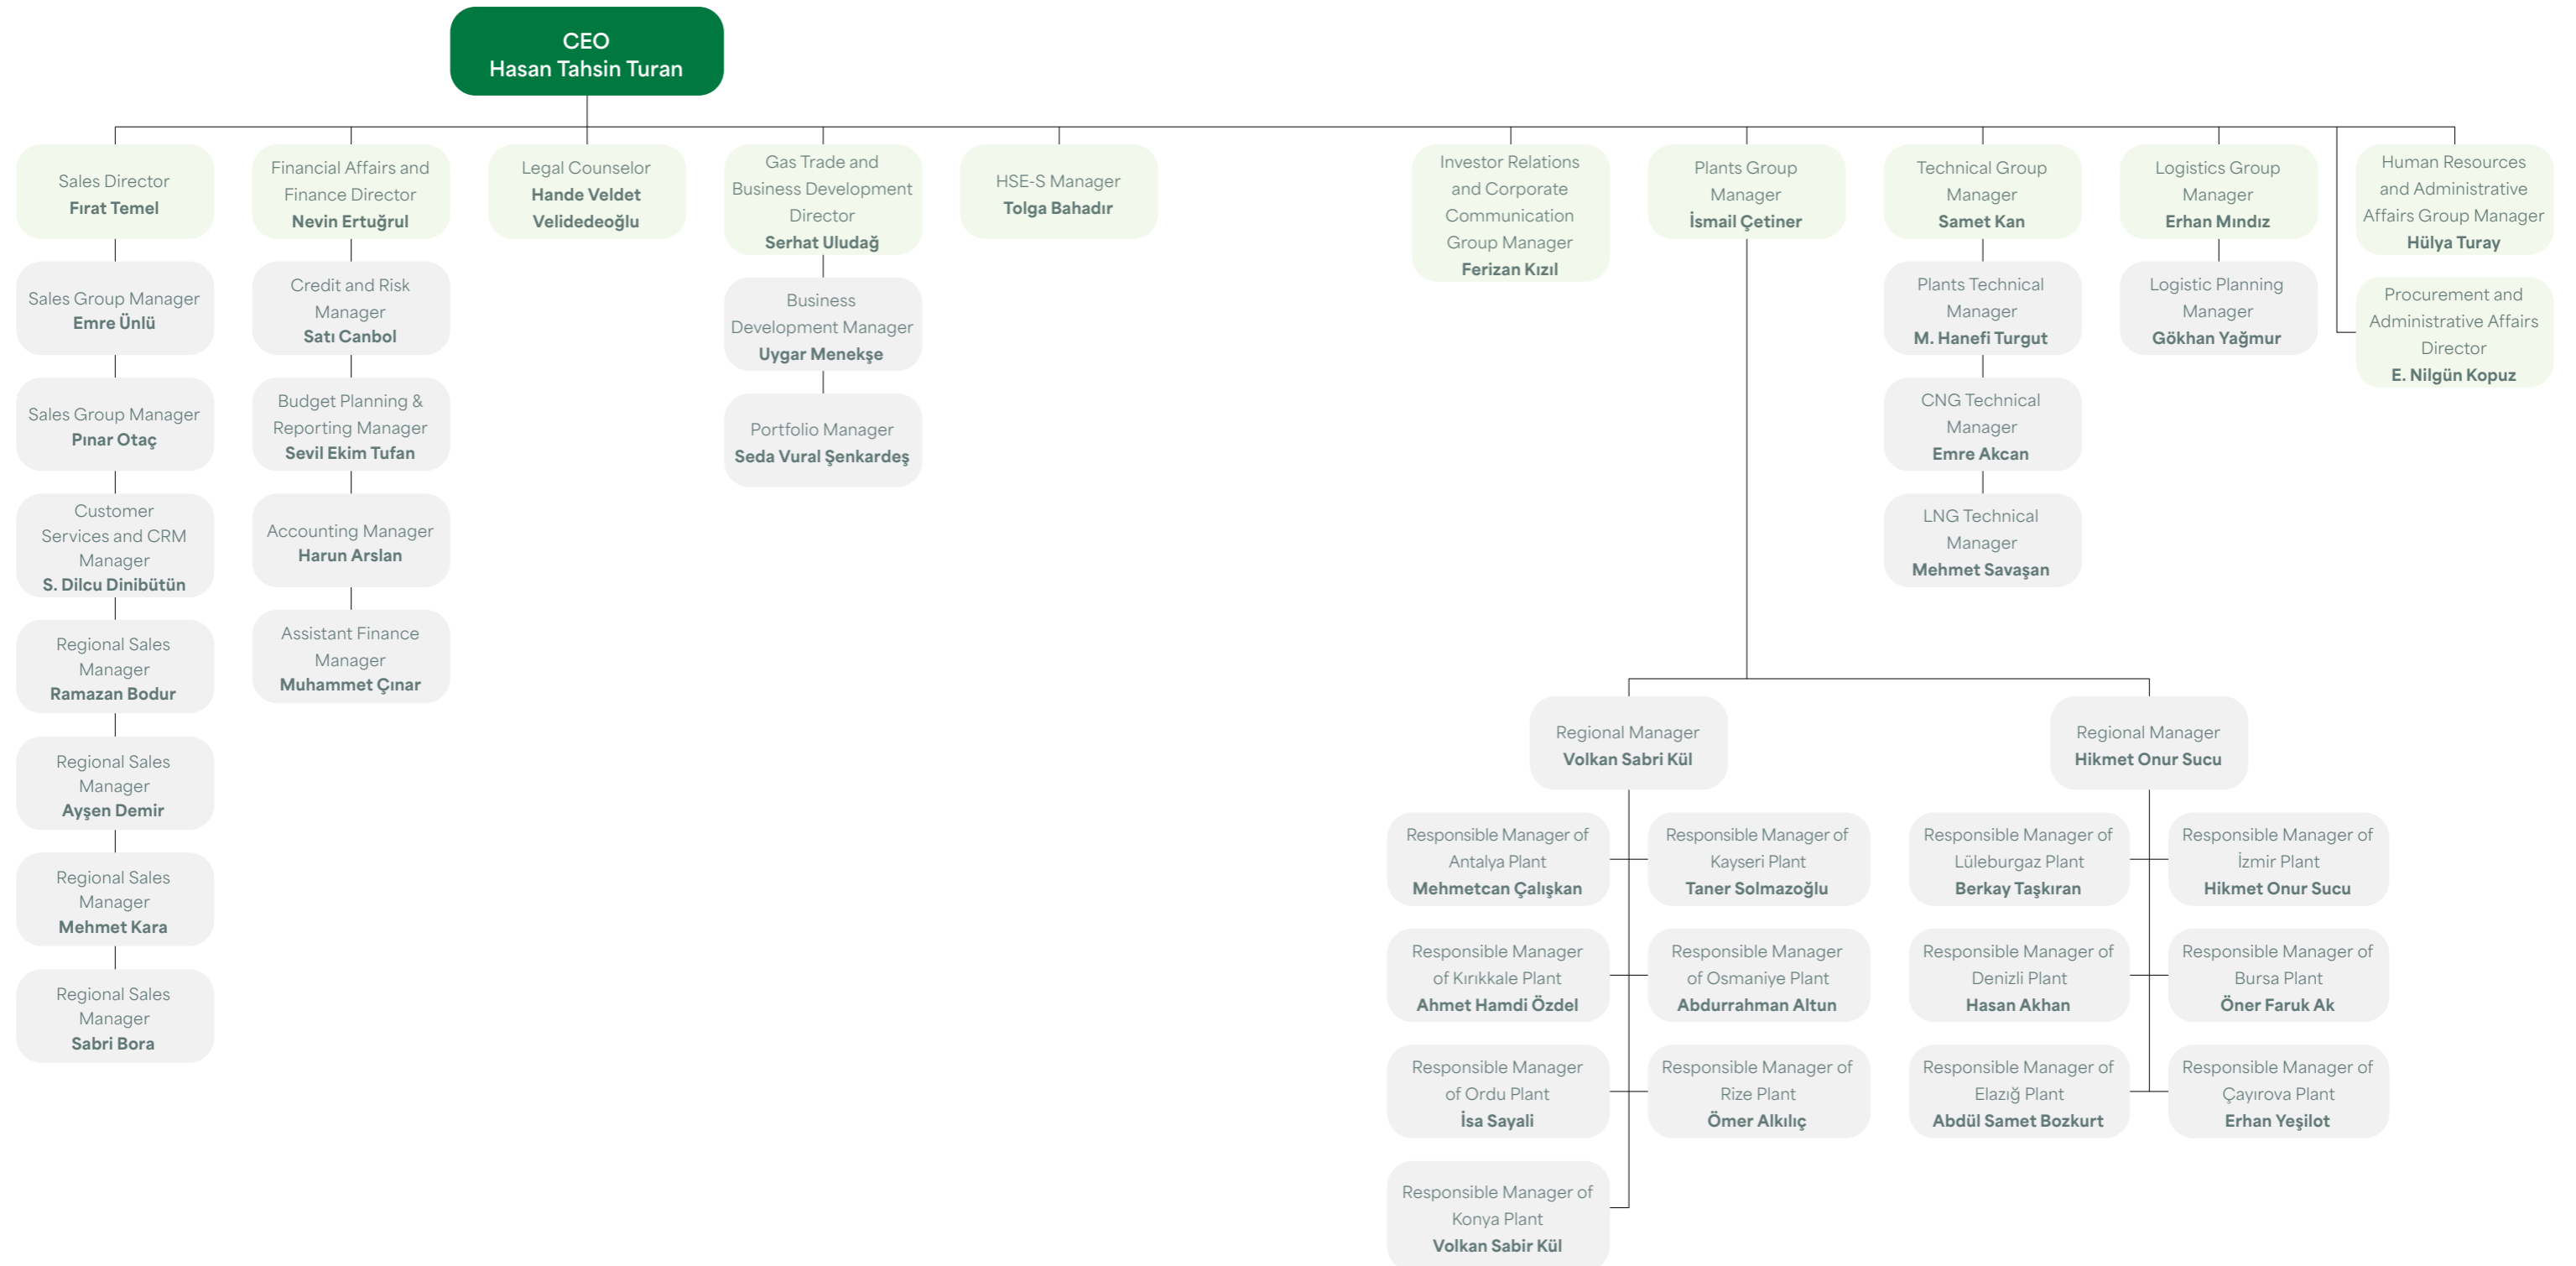 CEO
Hasan Tahsin Turan
Sales Director
Fırat Temel
Sales Group Manager
Emre Ünlü
Sales Group Manager
Pınar Otaç
Customer
Services and CRM
Manager
S. Dilcu Dinibütün
Regional Sales
Manager
Ramazan Bodur
Regional Sales
Manager
Ayşen Demir
Regional Sales
Manager
Mehmet Kara
Regional Sales
Manager
Sabri Bora
Financial Affairs and
Finance Director
Nevin Ertuğrul
Credit and Risk
Manager
Satı Canbol
Budget Planning &
Reporting Manager
Sevil Ekim Tufan
Accounting Manager
Harun Arslan
Assistant Finance
Manager
Muhammet Çınar
Legal Counselor
Hande Veldet
Velidedeoğlu
Gas Trade and
Business Development
Director
Serhat Uludağ
Business
Development Manager
Uygar Menekşe
Portfolio Manager
Seda Vural Şenkardeş
HSE-S Manager
Tolga Bahadır
Investor Relations
and Corporate
Communication
Group Manager
Ferizan Kızıl
Plants Group
Manager
İsmail Çetiner
Regional Manager
Volkan Sabri Kül
Responsible Manager of
Antalya Plant
Mehmetcan Çalışkan
Responsible Manager of
Kayseri Plant
Taner Solmazoğlu
Responsible Manager
of Kırıkkale Plant
Ahmet Hamdi Özdel
Responsible Manager
of Osmaniye Plant
Abdurrahman Altun
Responsible Manager
of Ordu Plant
İsa Sayali
Responsible Manager of
Rize Plant
Ömer Alkılıç
Responsible Manager of
Konya Plant
Volkan Sabir Kül
Regional Manager
Hikmet Onur Sucu
Responsible Manager of
Lüleburgaz Plant
Berkay Taşkıran
Responsible Manager of
İzmir Plant
Hikmet Onur Sucu
Responsible Manager of
Denizli Plant
Hasan Akhan
Responsible Manager of
Bursa Plant
Öner Faruk Ak
Responsible Manager of
Elazığ Plant
Abdül Samet Bozkurt
Responsible Manager of
Çayırova Plant
Erhan Yeşilot
Technical Group
Manager
Samet Kan
Plants Technical
Manager
M. Hanefi Turgut
CNG Technical
Manager
Emre Akcan
LNG Technical
Manager
Mehmet Savaşan
Logistics Group
Manager
Erhan Mındız
Logistic Planning
Manager
Gökhan Yağmur
Human Resources
and Administrative
Affairs Group Manager
Hülya Turay
Procurement and
Administrative Affairs
Director
E. Nilgün Kopuz